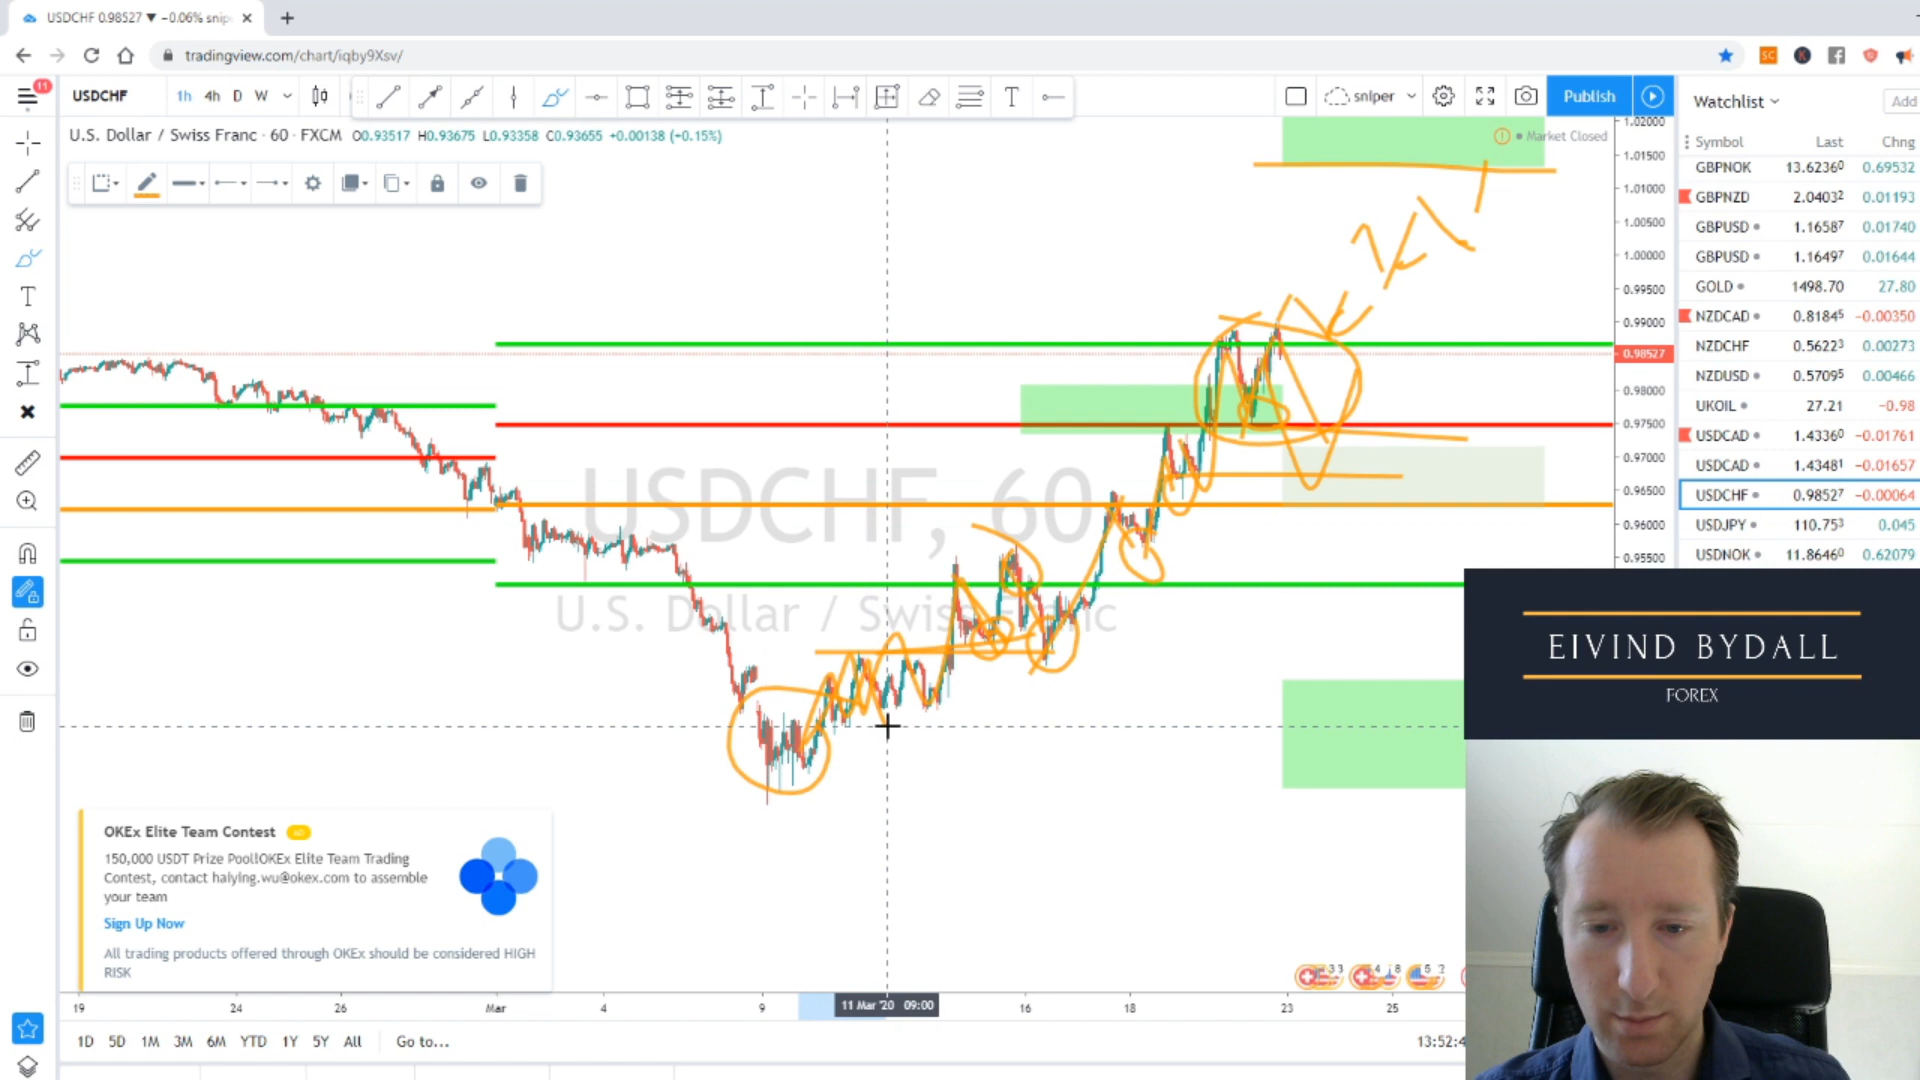 USDCHF 0.98527 ▼ −0.06% snip
tradingview.com/chart/iqby9Xsv/
11
USDCHF 1h 4h D W
sniper
Publish
U.S. Dollar / Swiss Franc · 60 · FXCM O0.93517 H0.93675 L0.93358 C0.93655 +0.00138 (+0.15%)
Market Closed
Watchlist
Add
Symbol Last Chng
GBPNOK 13.62360 0.69532
GBPNZD 2.04032 0.01193
GBPUSD 1.16587 0.01740
GBPUSD 1.16497 0.01644
GOLD 1498.70 27.80
NZDCAD 0.81845 −0.00350
NZDCHF 0.56223 0.00273
NZDUSD 0.57095 0.00466
UKOIL 27.21 −0.98
USDCAD 1.43360 −0.01761
USDCAD 1.43481 −0.01657
USDCHF 0.98527 −0.00064
USDJPY 110.753 0.045
USDNOK 11.86460 0.62079
1.02000
1.01500
1.01000
1.00500
1.00000
0.99500
0.99000
0.98527
0.98000
0.97500
0.97000
0.96500
0.96000
0.95500
USDCHF, 60
U.S. Dollar / Swiss Franc
EIVIND BYDALL
FOREX
OKEx Elite Team Contest
150,000 USDT Prize Pool!OKEx Elite Team Trading
Contest, contact haiying.wu@okex.com to assemble
your team
Sign Up Now
All trading products offered through OKEx should be considered HIGH
RISK
3 3 4 8 5 2
19 24 26 Mar 4 9 11 Mar '20 09:00 16 18 23 25
1D 5D 1M 3M 6M YTD 1Y 5Y All Go to...
13:52:4